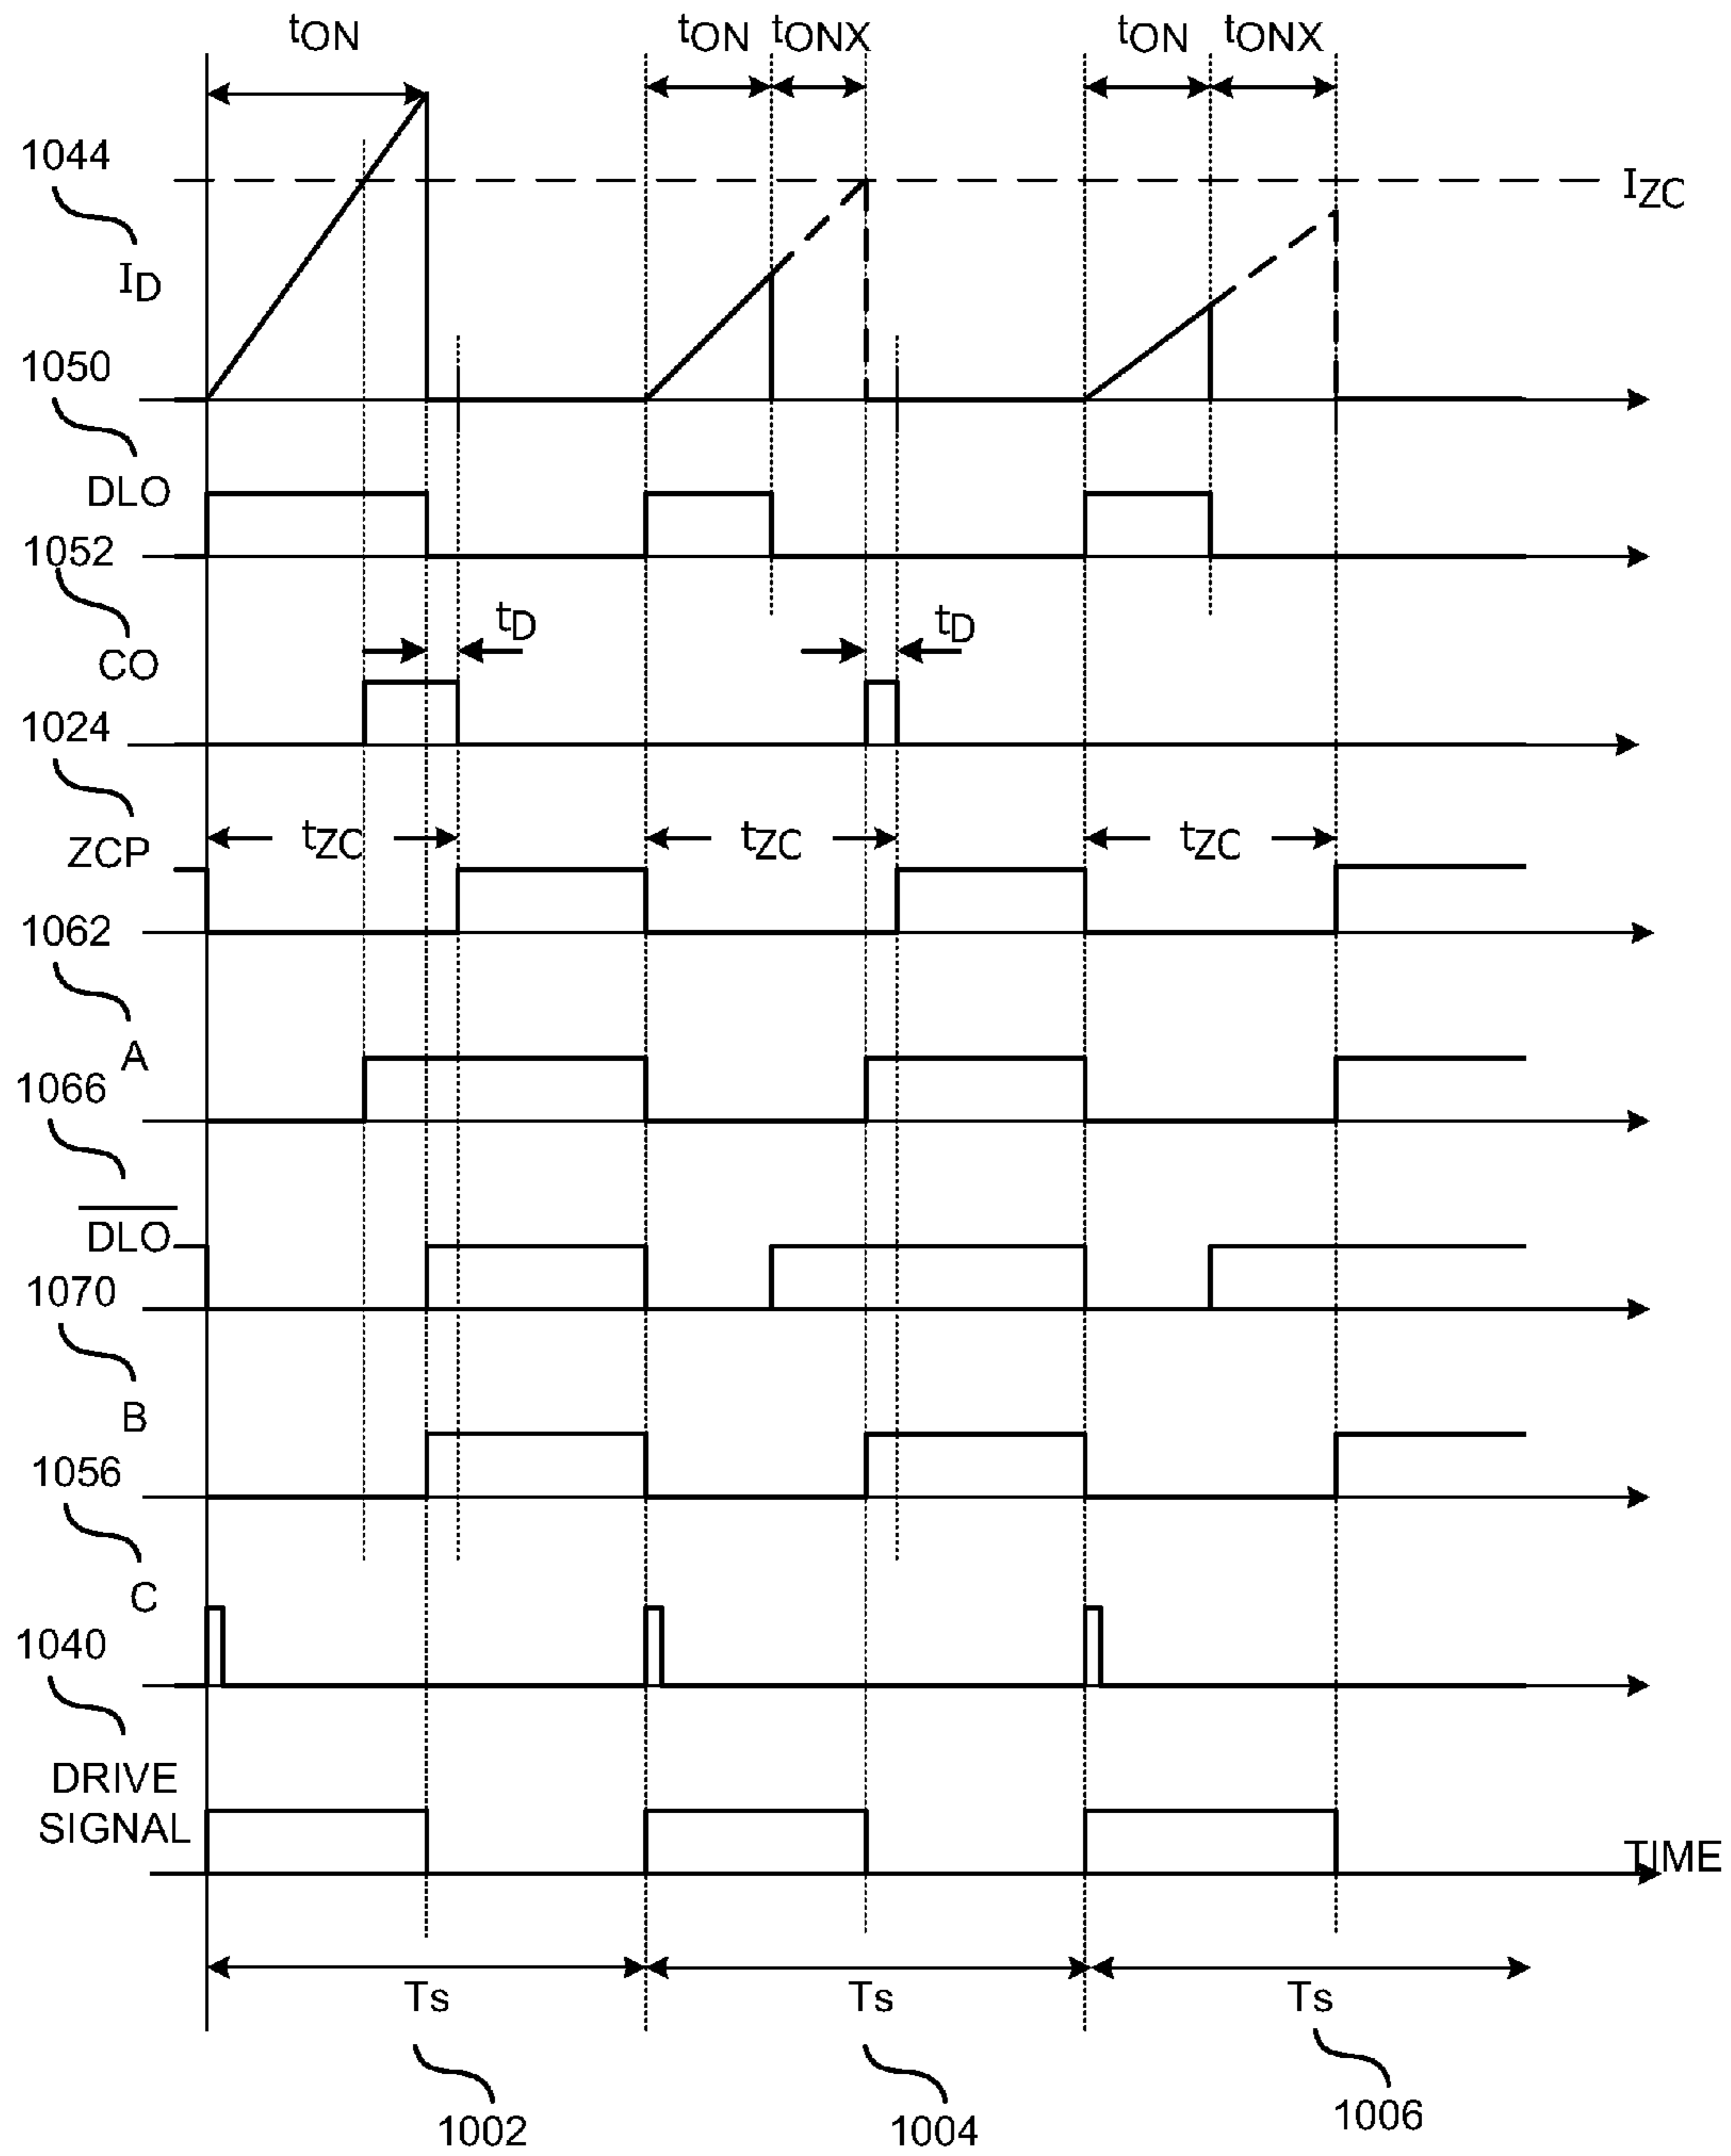 tON tON tONX tON tONX
1044
IZC
ID
1050
DLO
1052
tD tD
CO
1024
tZC tZC tZC
ZCP
1062
A
1066
DLO
1070
B
1056
C
1040
DRIVE
SIGNAL
TIME
Ts Ts Ts
1002 1004 1006